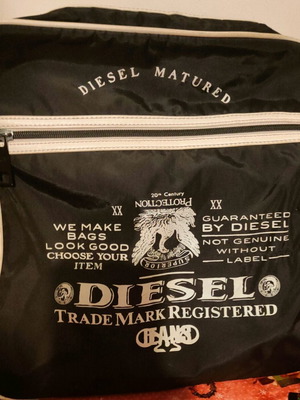 DIESEL MATURED
20th Century
PROTECTION
XX
XX
WE MAKE
BAGS
LOOK GOOD
CHOOSE YOUR
ITEM
GUARANTEED
BY DIESEL
NOT GENUINE
WITHOUT
LABEL
SUPERIOR
DIESEL
TRADE MARK REGISTERED